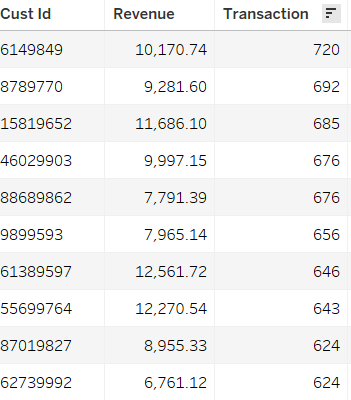 Cust Id Revenue Transaction
6149849 10,170.74 720
8789770 9,281.60 692
15819652 11,686.10 685
46029903 9,997.15 676
88689862 7,791.39 676
9899593 7,965.14 656
61389597 12,561.72 646
55699764 12,270.54 643
87019827 8,955.33 624
62739992 6,761.12 624